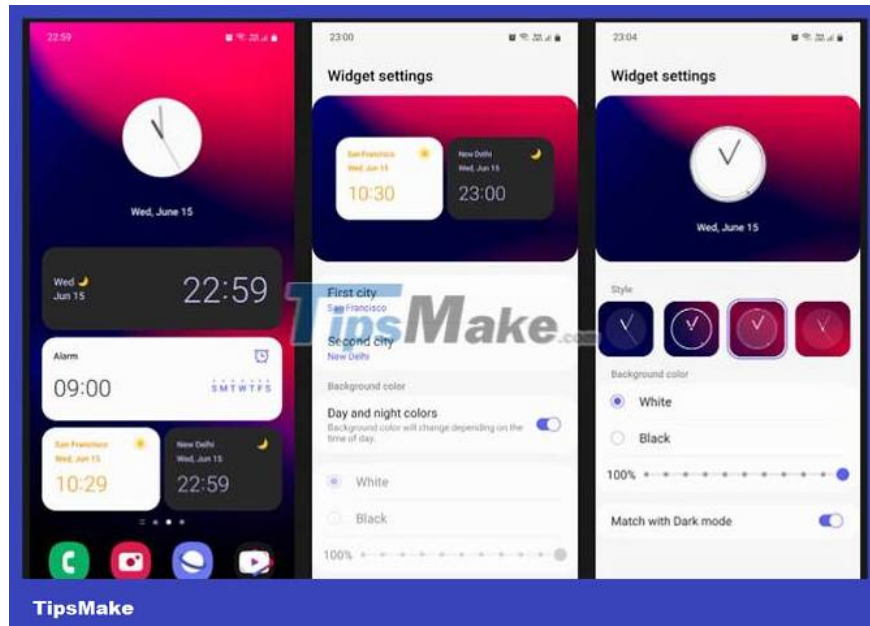 22:59
Wed, June 15
Wed
Jun 15
22:59
Alarm
09:00
S M T W T F S
San Francisco
Wed, Jun 15
10:29
New Delhi
Wed, Jun 15
22:59
23:00
Widget settings
San Francisco
Wed, Jun 15
10:30
New Delhi
Wed, Jun 15
23:00
First city
San Francisco
Second city
New Delhi
Background color
Day and night colors
Background color will change depending on the
time of day.
White
Black
100%
23:04
Widget settings
Wed, June 15
Style
Background color
White
Black
100%
Match with Dark mode
TipsMake.com
TipsMake